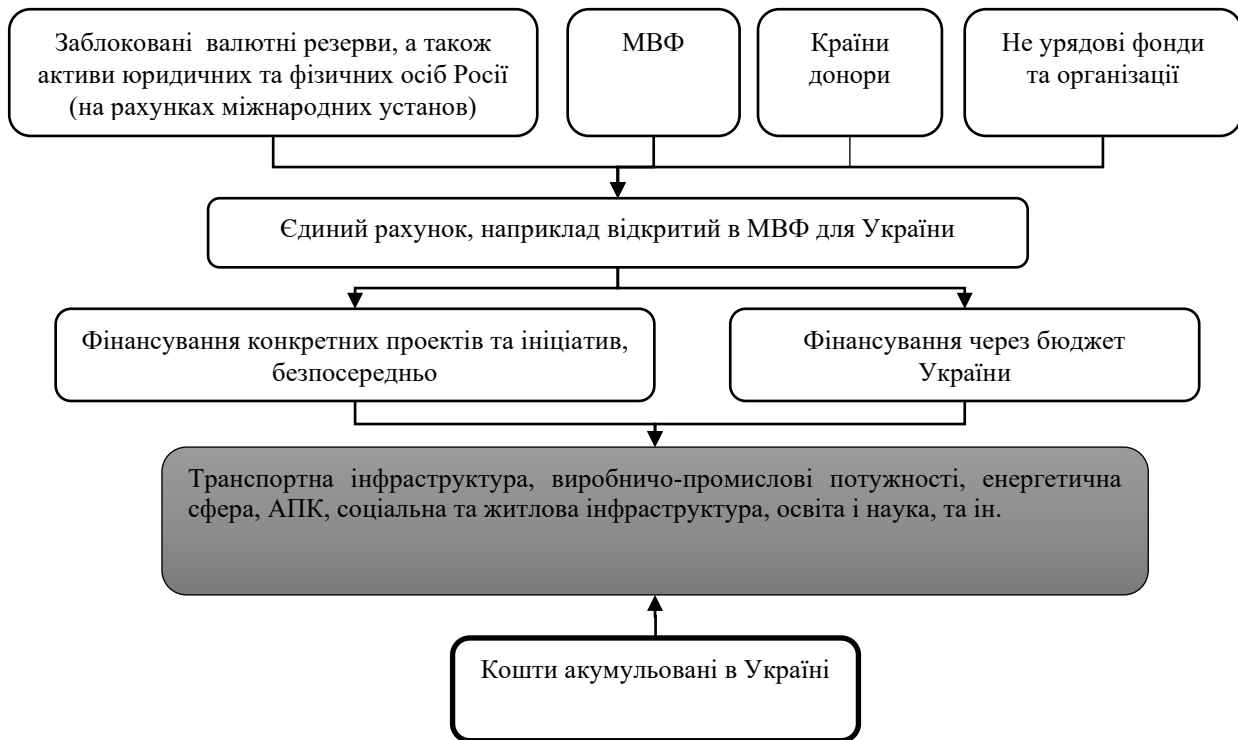 Заблоковані валютні резерви, а також
активи юридичних та фізичних осіб Росії
(на рахунках міжнародних установ)
МВФ
Країни
донори
Не урядові фонди
та організації
Єдиний рахунок, наприклад відкритий в МВФ для України
Фінансування конкретних проектів та ініціатив,
безпосередньо
Фінансування через бюджет
України
Транспортна інфраструктура, виробничо-промислові потужності, енергетична
сфера, АПК, соціальна та житлова інфраструктура, освіта і наука, та ін.
Кошти акумульовані в Україні